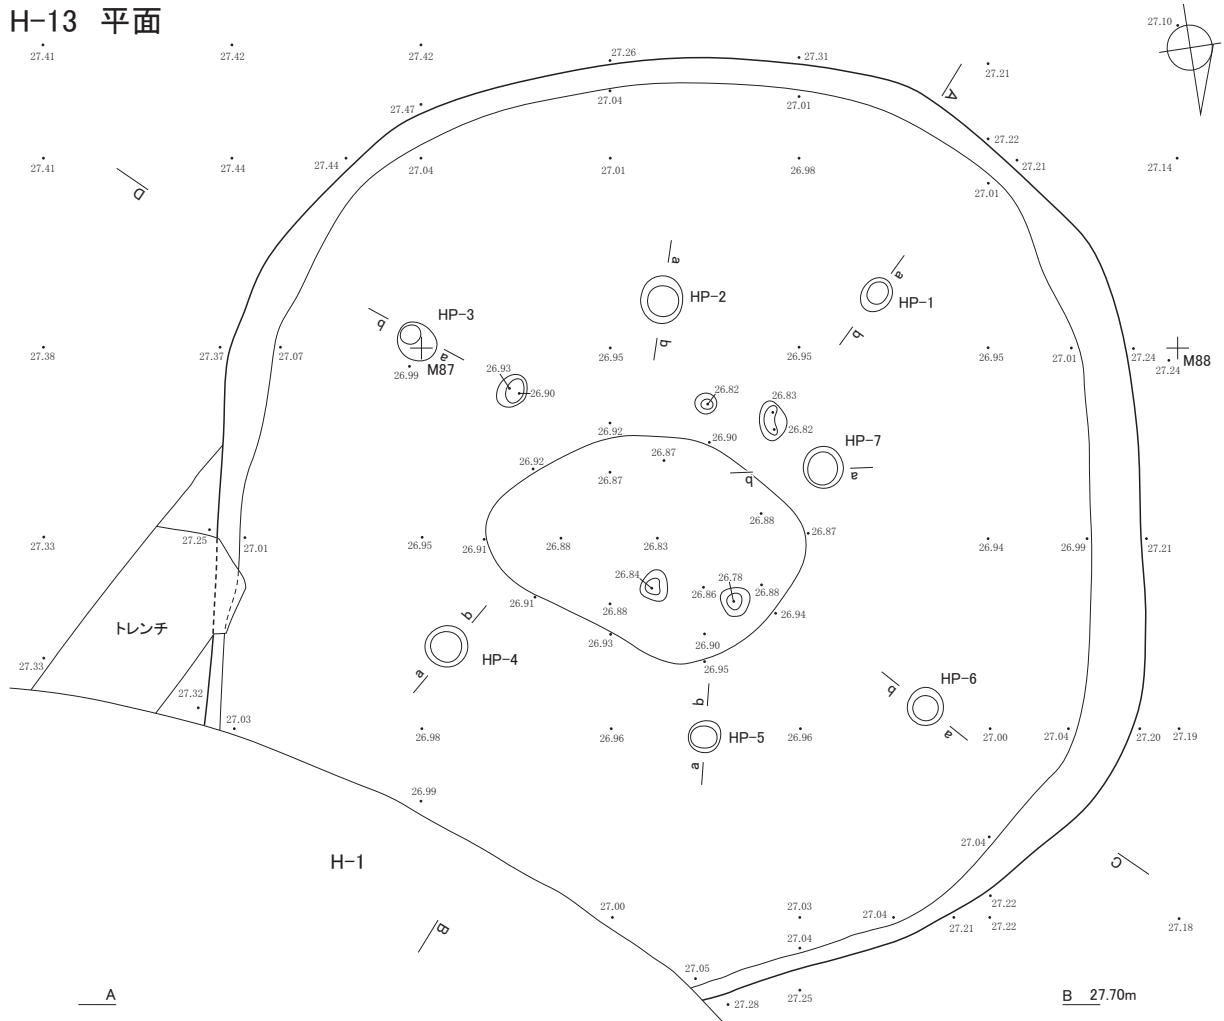 H-13 平面
27.10
27.41 27.42 27.42 27.26 27.31 27.21
A
27.47 27.04 27.01 27.22
27.41 27.44 27.44 27.04 27.01 26.98 27.21 27.14
D
27.01
a a
HP-2 HP-1
HP-3
b a b b
27.38 27.37 27.07 26.99 M87 26.95 26.95 26.95 27.01 27.24 27.24 M88
26.93 26.90 26.82 26.83
26.82
26.92 26.90 HP-7
26.92 26.87 26.87 b a
26.88
27.25 26.87
27.33 27.01 26.95 26.91 26.88 26.83 26.94 26.99 27.21
26.84 26.78
26.86 26.88
26.91 26.88 26.94
b
トレンチ 26.93 26.90
HP-4
27.33 26.95
a HP-6
27.32 b b
27.03 26.98 26.96 HP-5 26.96 a 27.00 27.04 27.20 27.19
a
26.99
27.04
H-1 C
27.22
27.00 27.03 27.04 27.21 27.22 27.18
B
27.04
27.05
A 27.28 27.25 B 27.70m